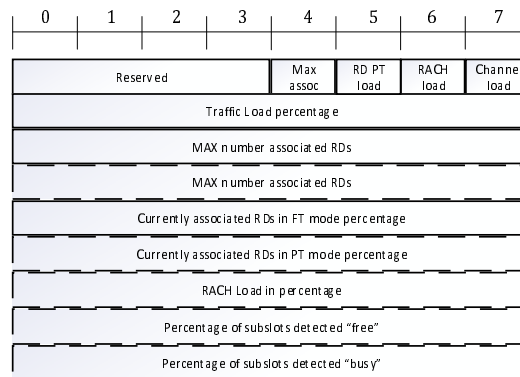 0 1 2 3 4 5 6 7
Reserved
Max assoc
RD PT load
RACH load
Channe load
Traffic Load percentage
MAX number associated RDs
MAX number associated RDs
Currently associated RDs in FT mode percentage
Currently associated RDs in PT mode percentage
RACH Load in percentage
Percentage of subslots detected “free”
Percentage of subslots detected “busy”